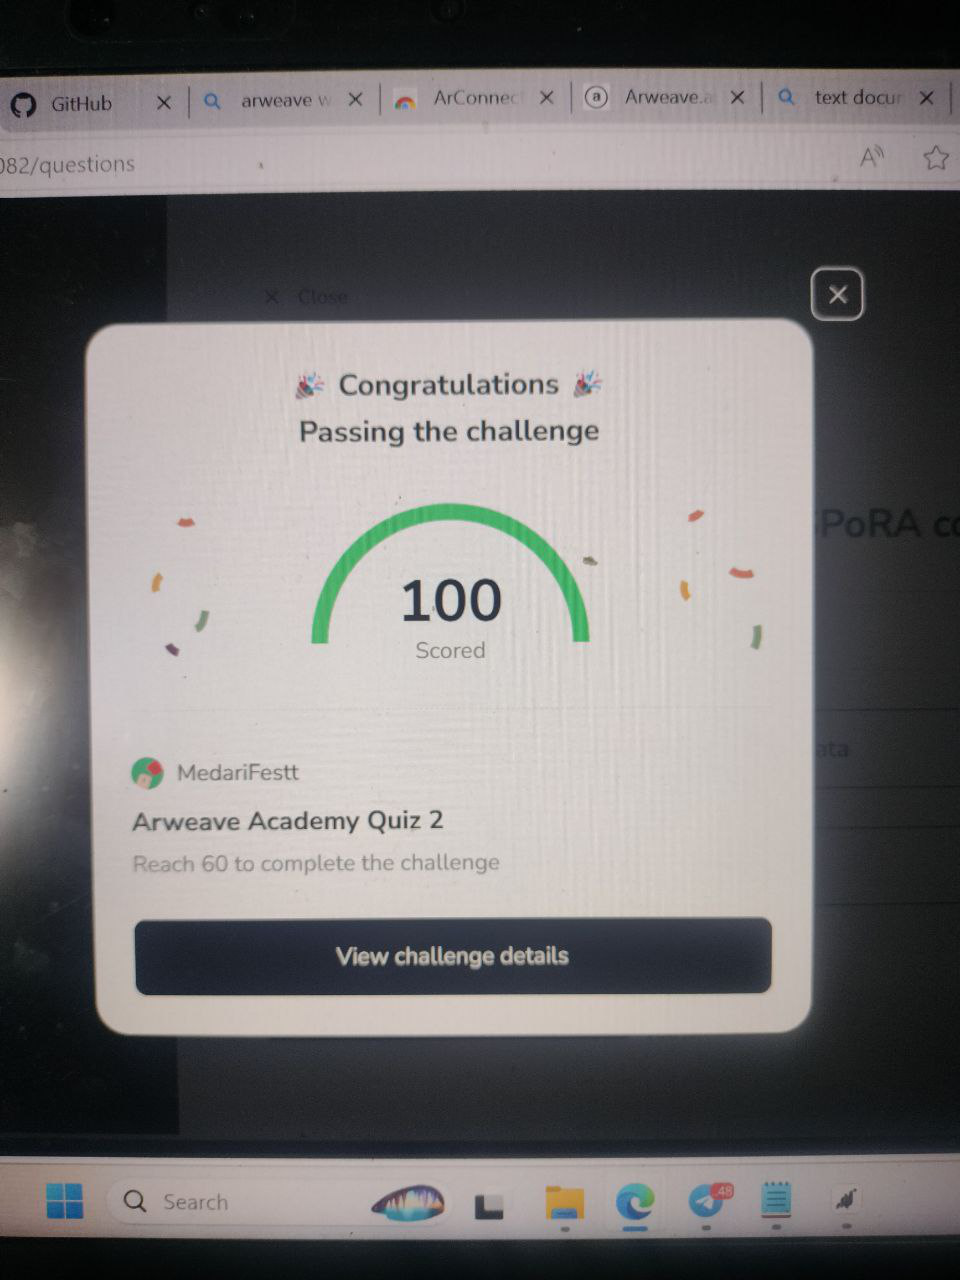 GitHub
arweave w
ArConnect
a
Arweave.a
text docur
082/questions
A
Close
🎉 Congratulations 🎉
Passing the challenge
PoRA co
100
Scored
ata
MedariFestt
Arweave Academy Quiz 2
Reach 60 to complete the challenge
View challenge details
Search
48